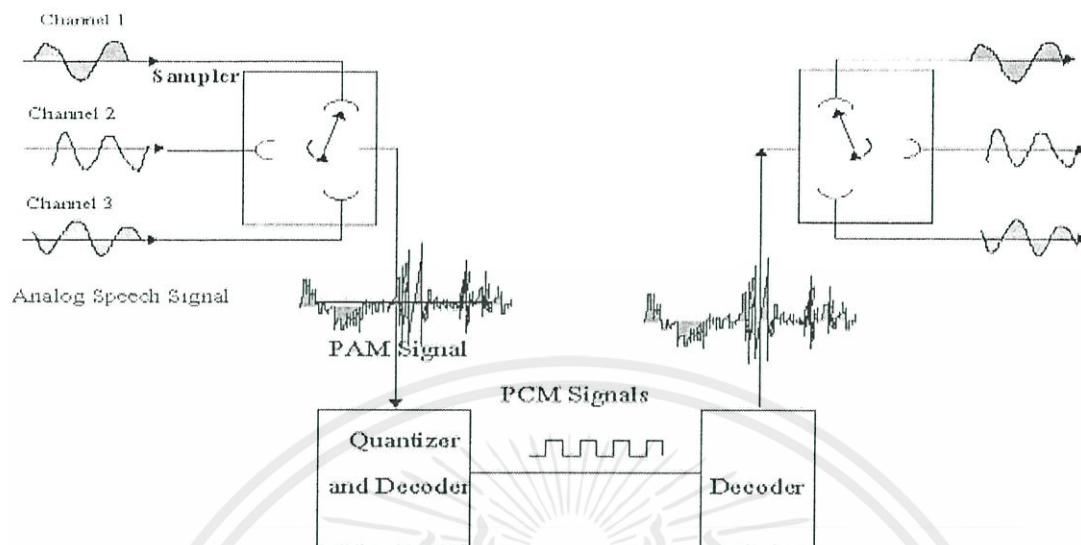 Channel 1
Sampler
Channel 2
Channel 3
Analog Speech Signal
PAM Signal
PCM Signals
Quantizer
and Decoder
Decoder